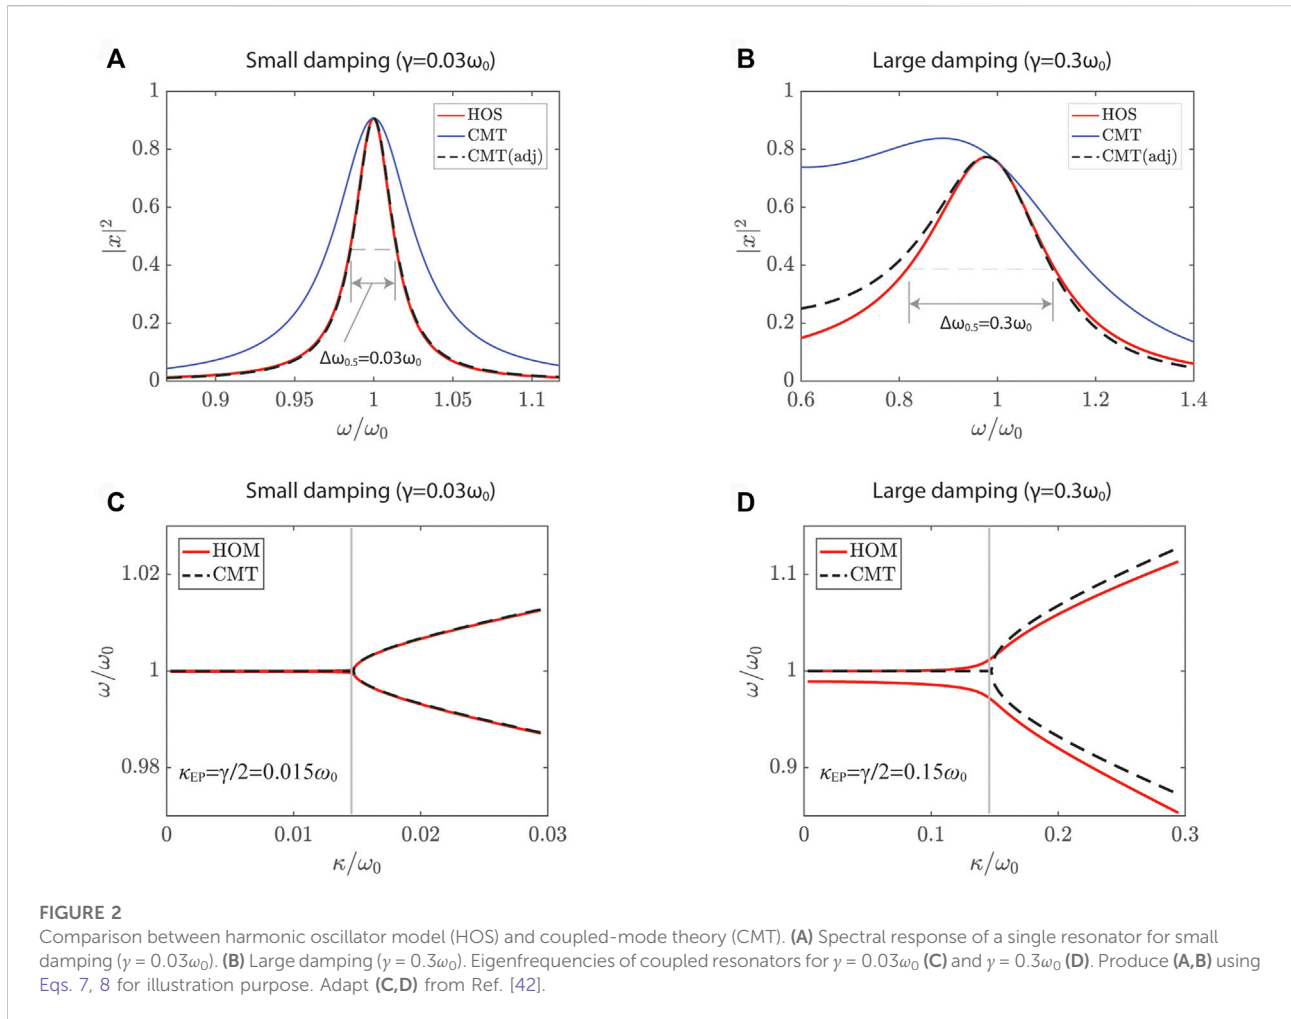 A
Small damping (γ=0.03ω₀)
1
0.8
0.6
0.4
0.2
0
|x|²
HOS
CMT
CMT(adj)
Δω₀.₅=0.03ω₀
0.9
0.95
1
1.05
1.1
ω/ω₀
B
Large damping (γ=0.3ω₀)
1
0.8
0.6
0.4
0.2
0
|x|²
HOS
CMT
CMT(adj)
Δω₀.₅=0.3ω₀
0.6
0.8
1
1.2
1.4
ω/ω₀
C
Small damping (γ=0.03ω₀)
1.02
1
0.98
ω/ω₀
HOM
CMT
κEP=γ/2=0.015ω₀
0
0.01
0.02
0.03
κ/ω₀
D
Large damping (γ=0.3ω₀)
1.1
1
0.9
ω/ω₀
HOM
CMT
κEP=γ/2=0.15ω₀
0
0.1
0.2
0.3
κ/ω₀
FIGURE 2
Comparison between harmonic oscillator model (HOS) and coupled-mode theory (CMT). (A) Spectral response of a single resonator for small
damping (γ = 0.03ω₀). (B) Large damping (γ = 0.3ω₀). Eigenfrequencies of coupled resonators for γ = 0.03ω₀ (C) and γ = 0.3ω₀ (D). Produce (A,B) using
Eqs. 7, 8 for illustration purpose. Adapt (C,D) from Ref. [42].